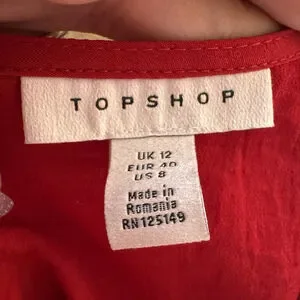 TOPSHOP
UK 12
EUR 40
US 8
Made in
Romania
RN125149